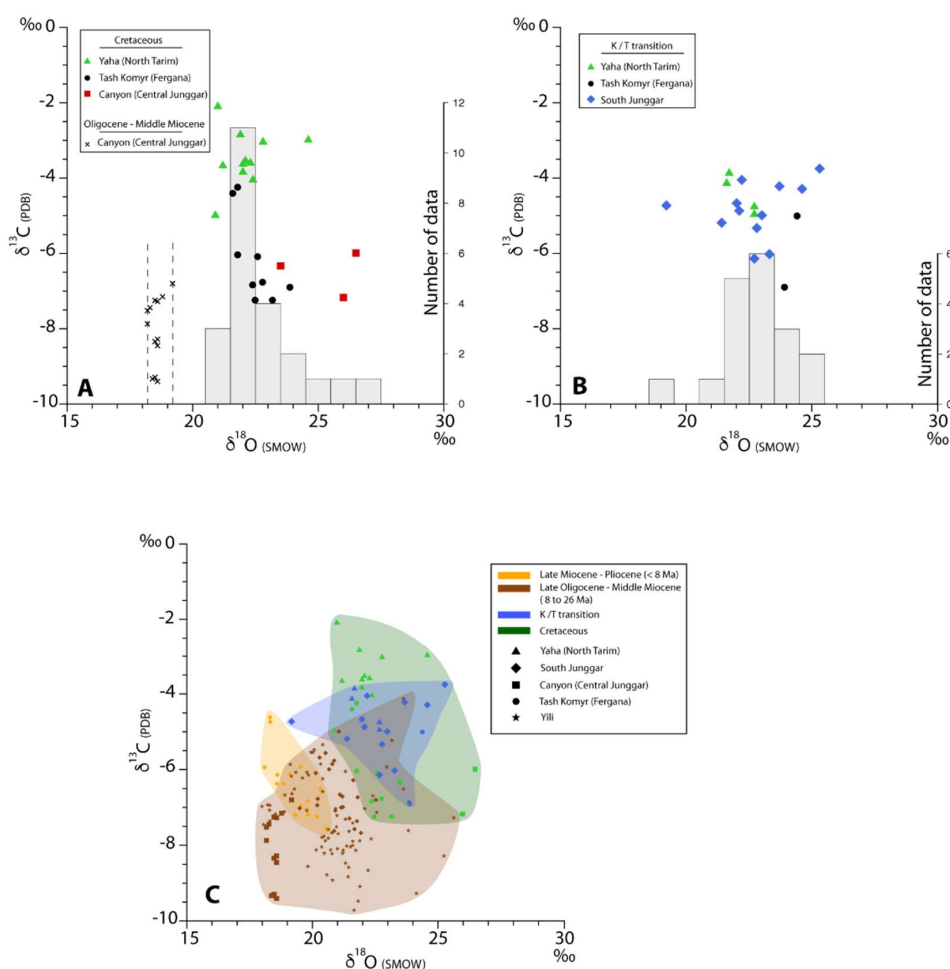 ‰ 0
-2
-4
-6
-8
-10
δ13C (PDB)
Cretaceous
Yaha (North Tarim)
Tash Komyr (Fergana)
Canyon (Central Junggar)
Oligocene - Middle Miocene
Canyon (Central Junggar)
12
10
8
6
4
2
0
Number of data
A
15
20
25
30
‰
δ18O (SMOW)
‰ 0
-2
-4
-6
-8
-10
δ13C (PDB)
K / T transition
Yaha (North Tarim)
Tash Komyr (Fergana)
South Junggar
6
4
2
0
Number of data
B
15
20
25
30
‰
δ18O (SMOW)
‰ 0
-2
-4
-6
-8
-10
δ13C (PDB)
Late Miocene - Pliocene (< 8 Ma)
Late Oligocene - Middle Miocene
( 8 to 26 Ma)
K /T transition
Cretaceous
Yaha (North Tarim)
South Junggar
Canyon (Central Junggar)
Tash Komyr (Fergana)
Yili
C
15
20
25
30
‰
δ18O (SMOW)